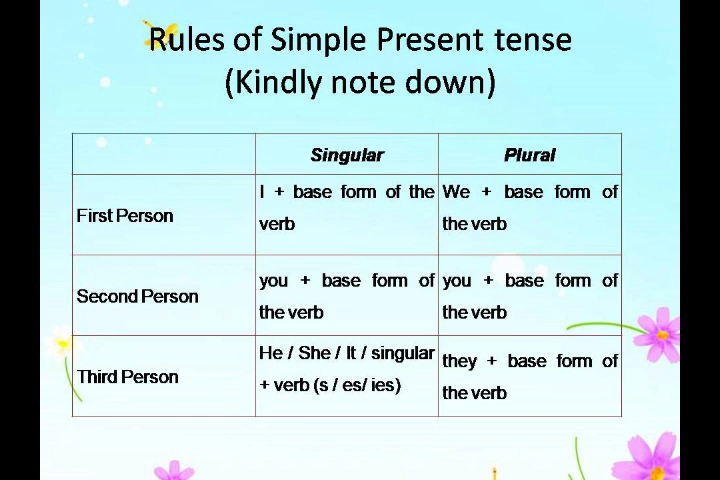 Rules of Simple Present tense
(Kindly note down)
Singular Plural
First Person
I + base form of the
verb
We + base form of
the verb
Second Person
you + base form of
the verb
you + base form of
the verb
Third Person
He / She / It / singular
+ verb (s / es/ ies)
they + base form of
the verb